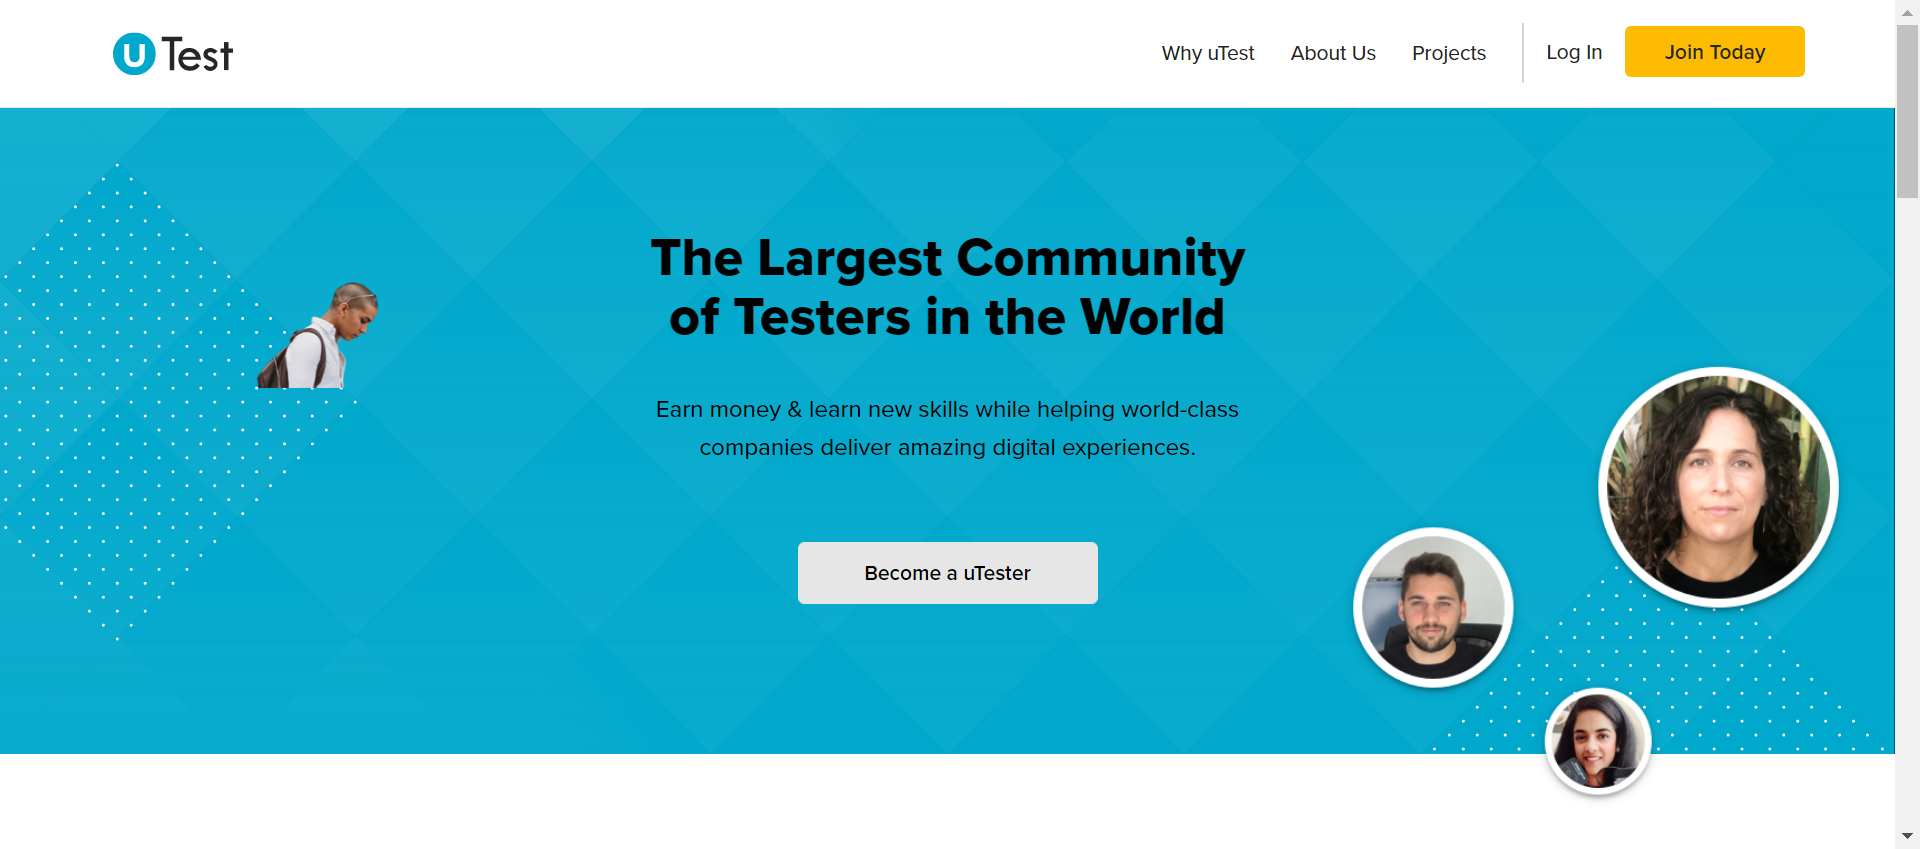 U Test
Why uTest
About Us
Projects
Log In
Join Today
The Largest Community
of Testers in the World
Earn money & learn new skills while helping world-class
companies deliver amazing digital experiences.
Become a uTester